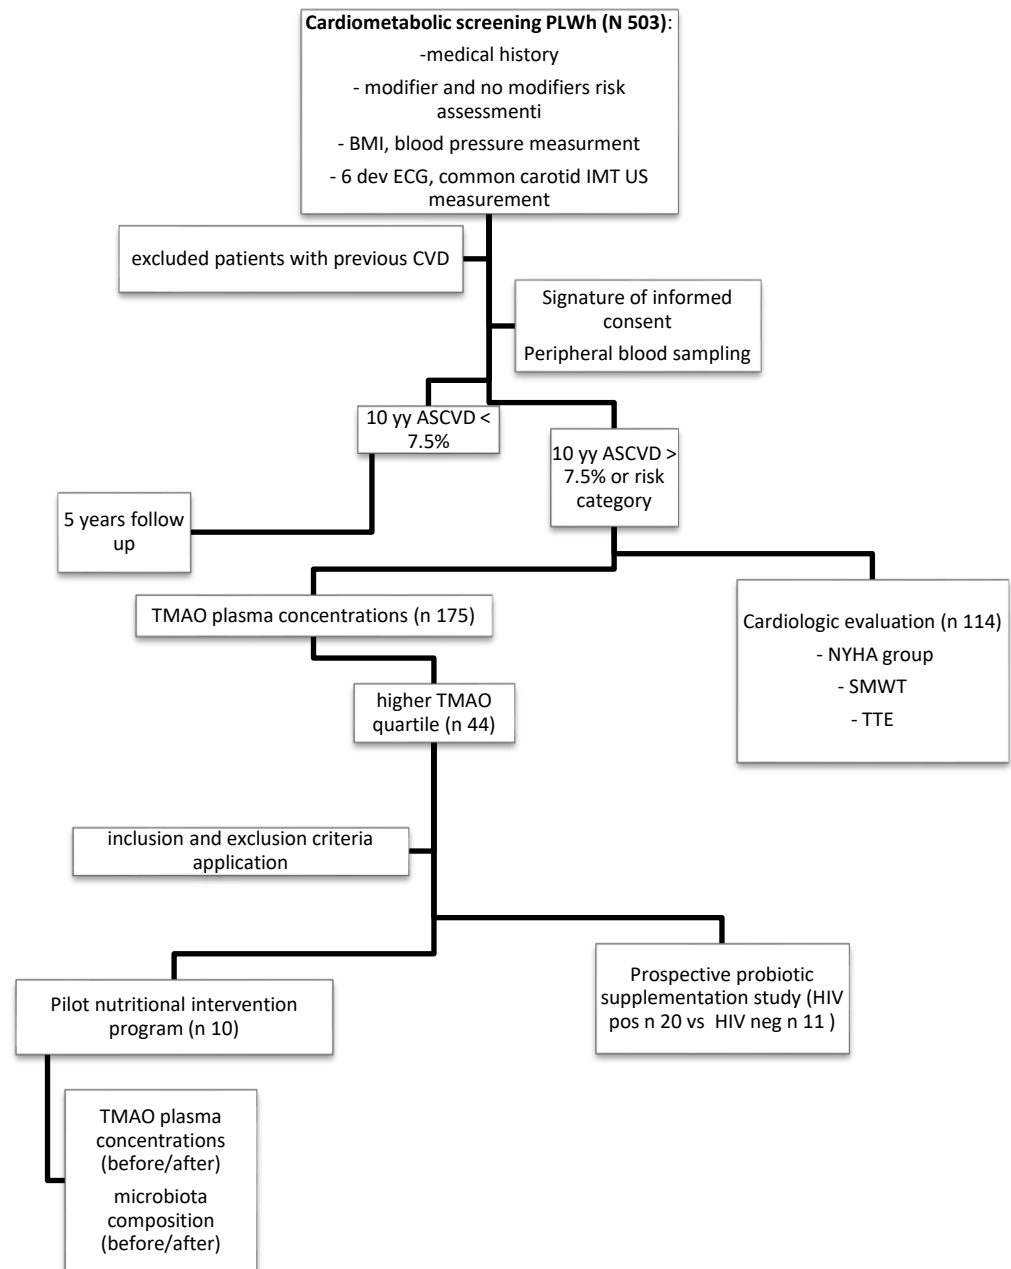 Cardiometabolic screening PLWh (N 503):
-medical history
- modifier and no modifiers risk
assessmenti
- BMI, blood pressure measurment
- 6 dev ECG, common carotid IMT US
measurement
excluded patients with previous CVD
Signature of informed
consent
Peripheral blood sampling
10 yy ASCVD <
7.5%
10 yy ASCVD >
7.5% or risk
category
5 years follow
up
TMAO plasma concentrations (n 175)
Cardiologic evaluation (n 114)
- NYHA group
- SMWT
- TTE
higher TMAO
quartile (n 44)
inclusion and exclusion criteria
application
Pilot nutritional intervention
program (n 10)
Prospective probiotic
supplementation study (HIV
pos n 20 vs  HIV neg n 11 )
TMAO plasma
concentrations
(before/after)
microbiota
composition
(before/after)